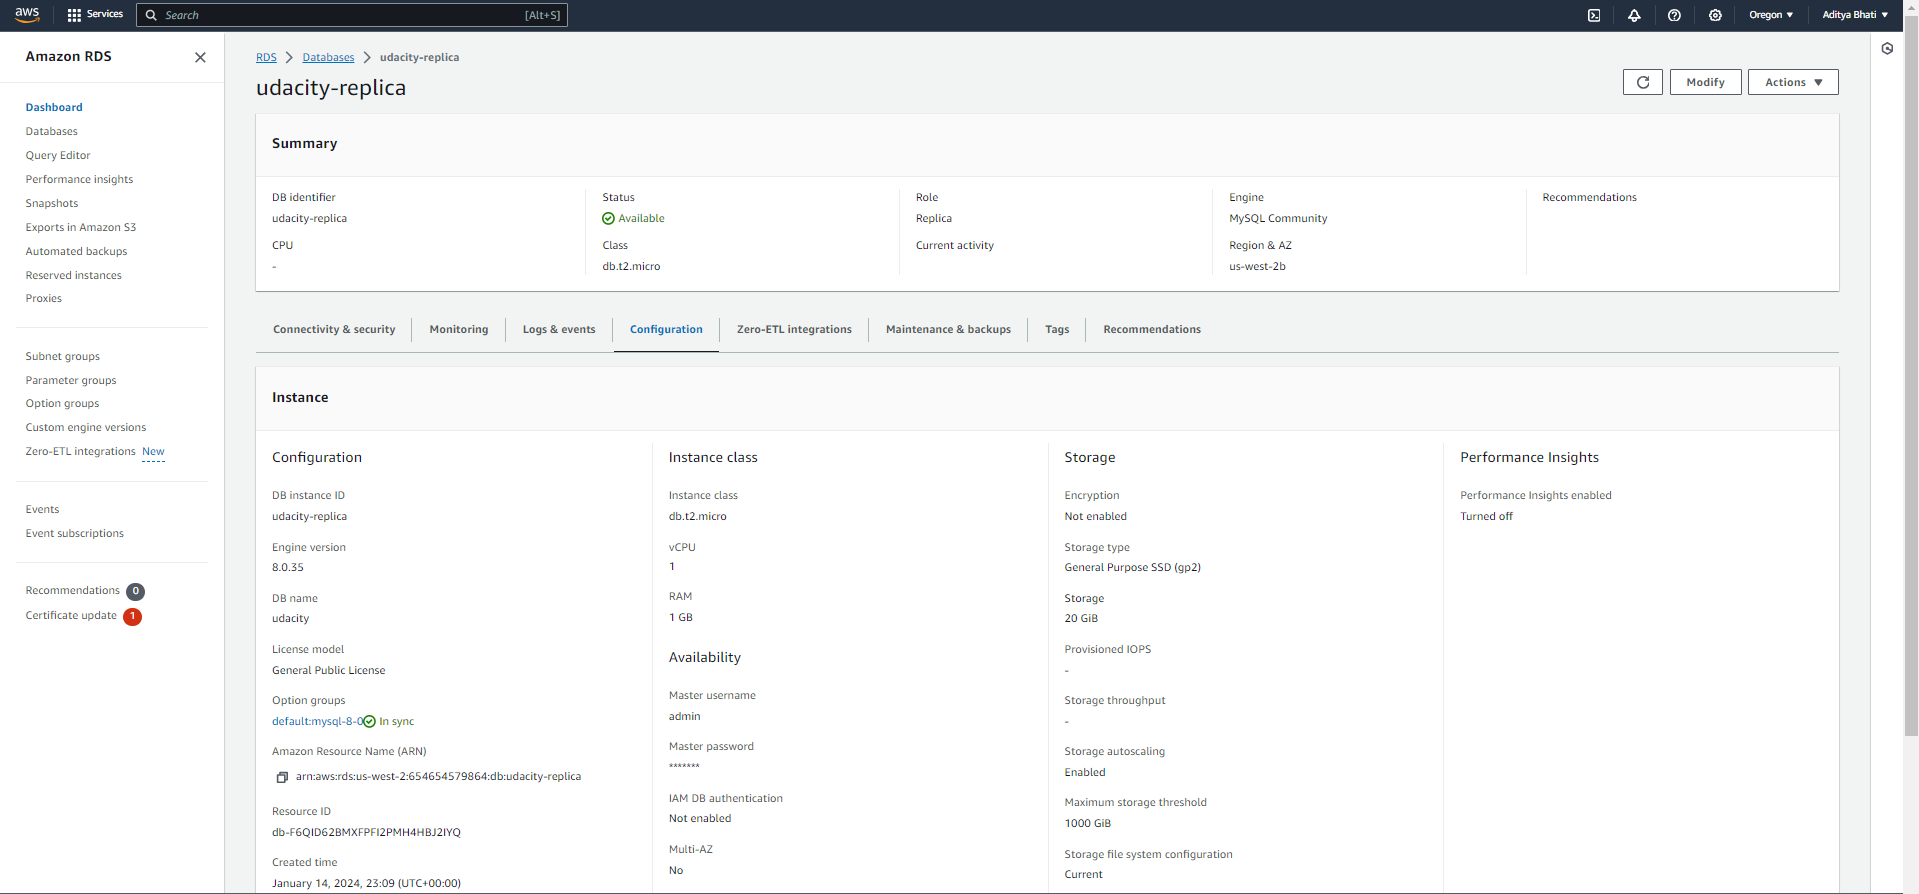 aws
Services
Search
[Alt+S]
Oregon ▼
Aditya Bhati ▼
Amazon RDS
Dashboard
Databases
Query Editor
Performance insights
Snapshots
Exports in Amazon S3
Automated backups
Reserved instances
Proxies
Subnet groups
Parameter groups
Option groups
Custom engine versions
Zero-ETL integrations New
Events
Event subscriptions
Recommendations 0
Certificate update 1
RDS > Databases > udacity-replica
udacity-replica
Modify
Actions ▼
Summary
DB identifier
udacity-replica
CPU
-
Status
Available
Class
db.t2.micro
Role
Replica
Current activity
Engine
MySQL Community
Region & AZ
us-west-2b
Recommendations
Connectivity & security
Monitoring
Logs & events
Configuration
Zero-ETL integrations
Maintenance & backups
Tags
Recommendations
Instance
Configuration
DB instance ID
udacity-replica
Engine version
8.0.35
DB name
udacity
License model
General Public License
Option groups
default:mysql-8-0 In sync
Amazon Resource Name (ARN)
arn:aws:rds:us-west-2:654654579864:db:udacity-replica
Resource ID
db-F6QID62BMXFPFI2PMH4HBJ2IYQ
Created time
January 14, 2024, 23:09 (UTC+00:00)
Instance class
Instance class
db.t2.micro
vCPU
1
RAM
1 GB
Availability
Master username
admin
Master password
*******
IAM DB authentication
Not enabled
Multi-AZ
No
Storage
Encryption
Not enabled
Storage type
General Purpose SSD (gp2)
Storage
20 GiB
Provisioned IOPS
-
Storage throughput
-
Storage autoscaling
Enabled
Maximum storage threshold
1000 GiB
Storage file system configuration
Current
Performance Insights
Performance Insights enabled
Turned off